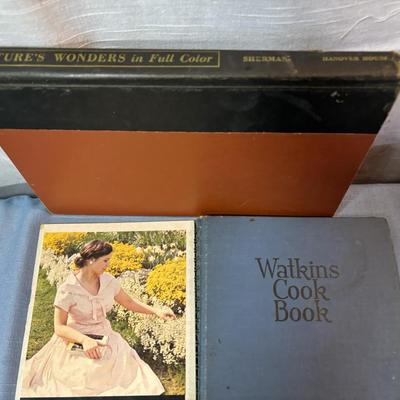 TURE'S WONDERS in Full Color SHERMAN HANOVER HOUSE
Watkins
Cook
Book